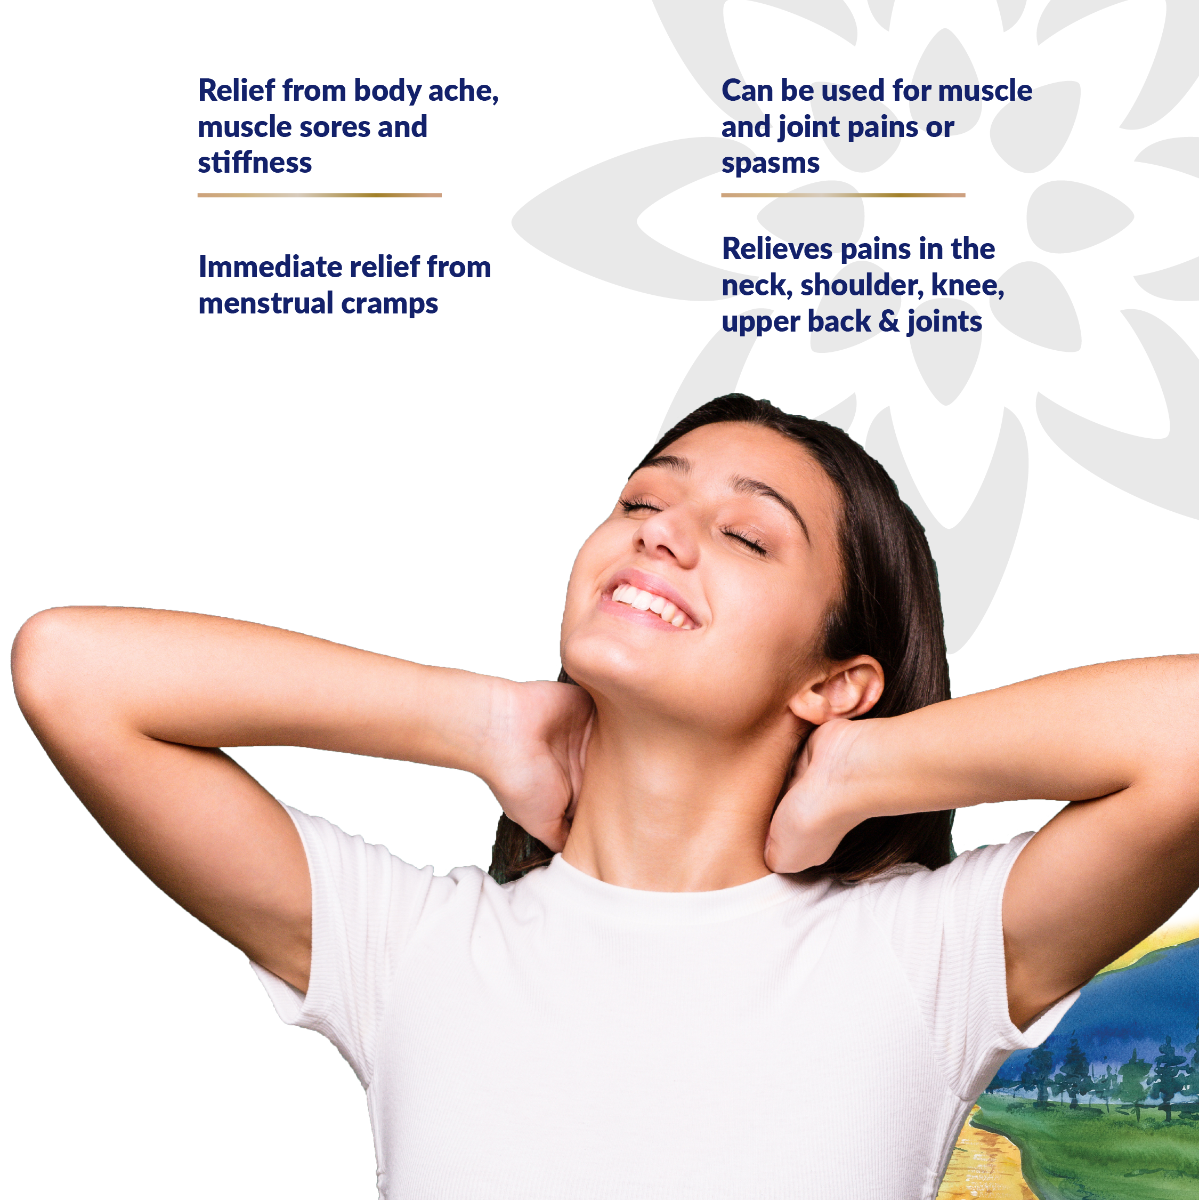 Relief from body ache,
muscle sores and
stiffness
Immediate relief from
menstrual cramps
Can be used for muscle
and joint pains or
spasms
Relieves pains in the
neck, shoulder, knee,
upper back & joints